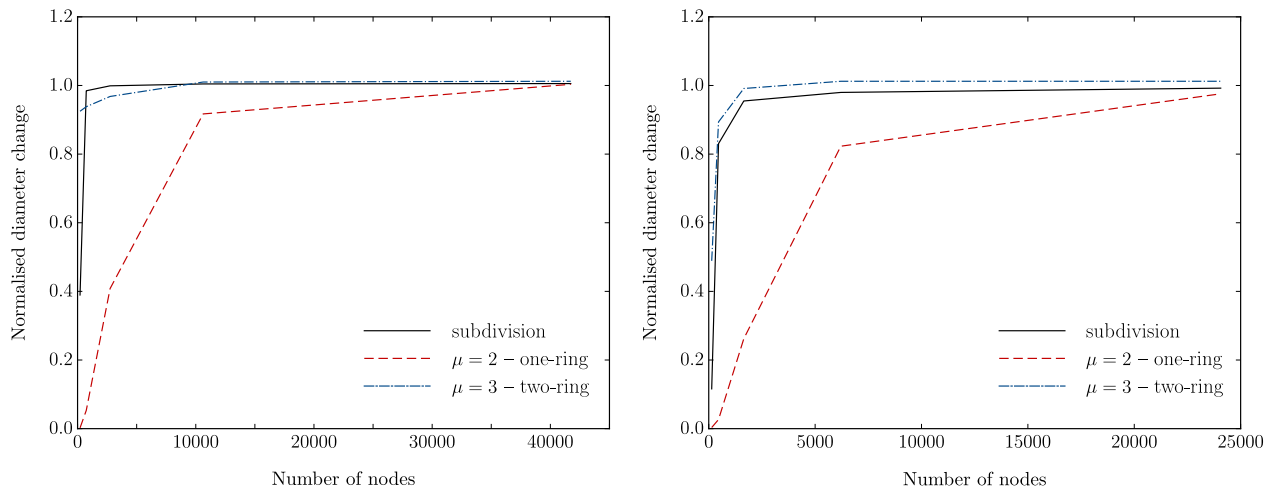 1.2
1.0
0.8
0.6
0.4
0.2
0.0
Normalised diameter change
0
10000
20000
30000
40000
Number of nodes
subdivision
μ = 2 – one-ring
μ = 3 – two-ring
1.2
1.0
0.8
0.6
0.4
0.2
0.0
Normalised diameter change
0
5000
10000
15000
20000
25000
Number of nodes
subdivision
μ = 2 – one-ring
μ = 3 – two-ring